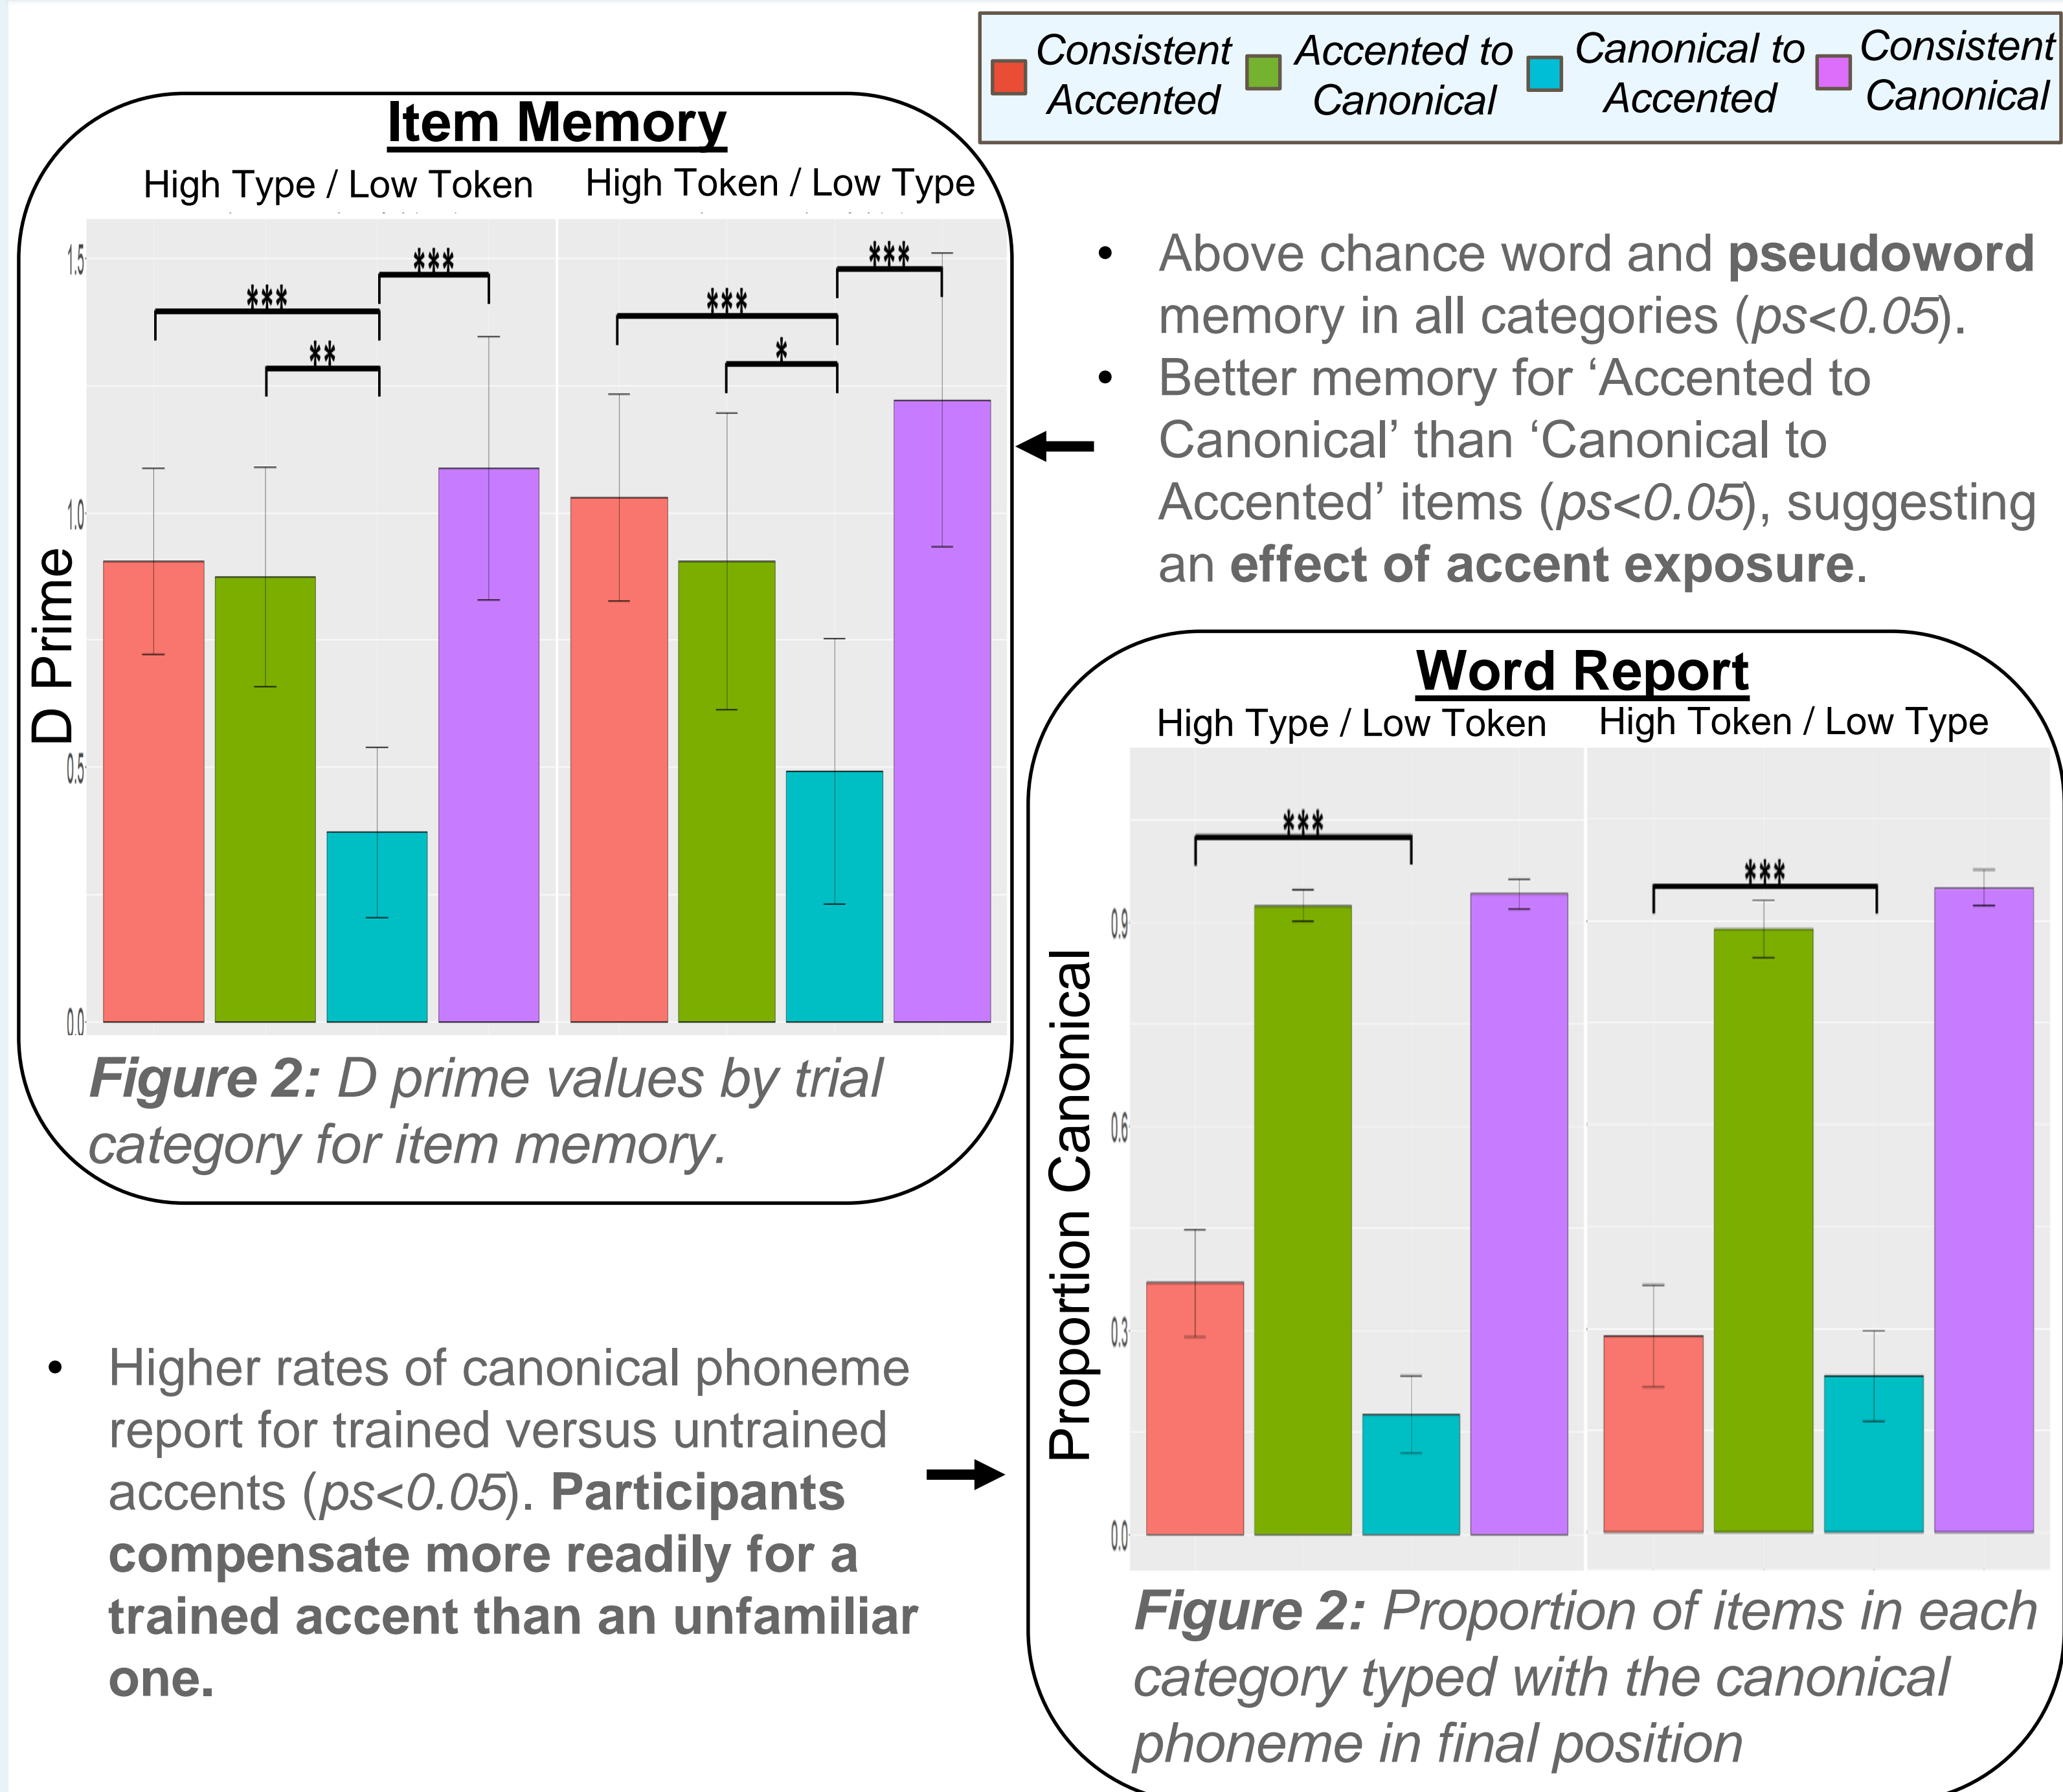 Consistent Accented
Accented to Canonical
Canonical to Accented
Consistent Canonical
Item Memory
High Type / Low Token
High Token / Low Type
D Prime
1.5
1.0
0.5
0.0
***
***
**
***
***
*
Figure 2: D prime values by trial
category for item memory.
• Above chance word and pseudoword
memory in all categories (ps<0.05).
• Better memory for ‘Accented to
Canonical’ than ‘Canonical to
Accented’ items (ps<0.05), suggesting
an effect of accent exposure.
Word Report
High Type / Low Token
High Token / Low Type
Proportion Canonical
0.9
0.6
0.3
0.0
***
***
Figure 2: Proportion of items in each
category typed with the canonical
phoneme in final position
• Higher rates of canonical phoneme
report for trained versus untrained
accents (ps<0.05). Participants
compensate more readily for a
trained accent than an unfamiliar
one.